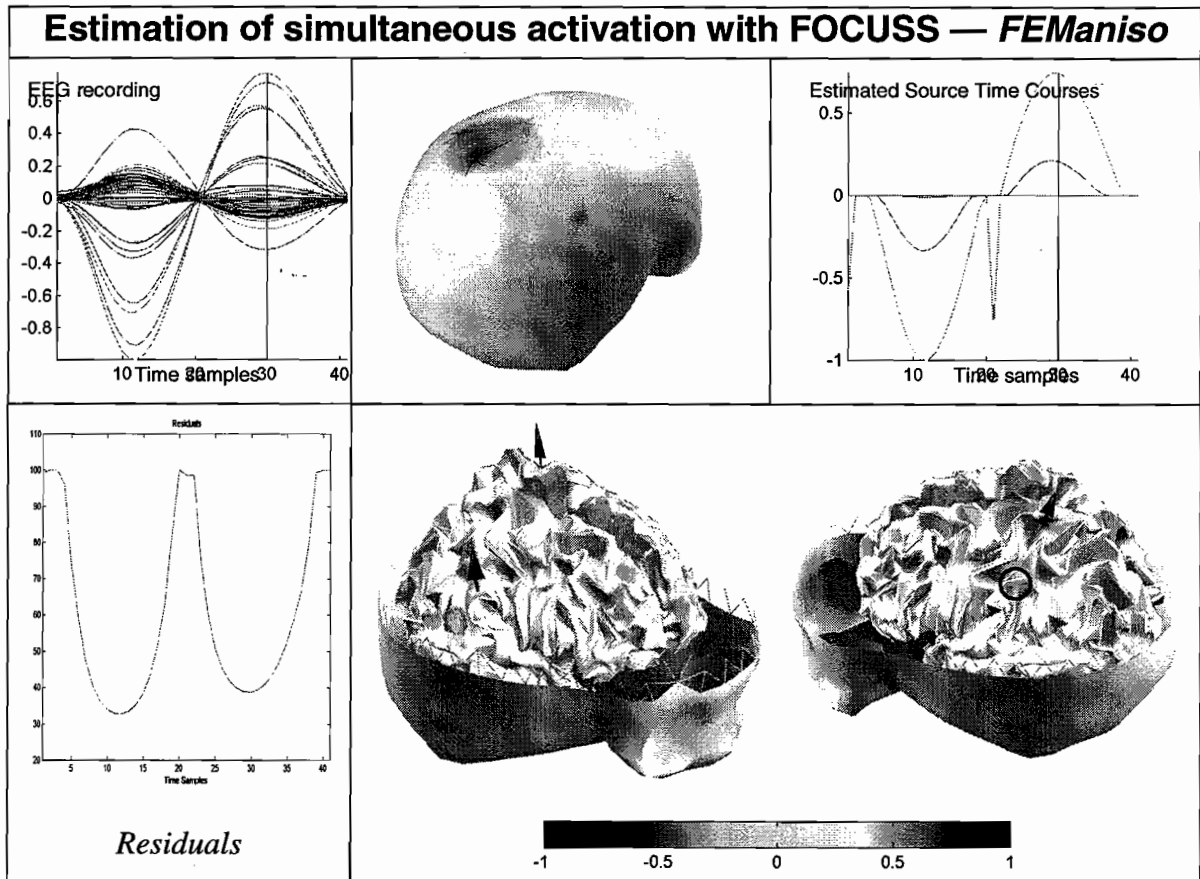 Estimation of simultaneous activation with FOCUSS — FEManiso
EEG recording
0.6
0.4
0.2
0
-0.2
-0.4
-0.6
-0.8
10 20 30 40
Time samples
Estimated Source Time Courses
0.5
0
-0.5
-1
10 20 30 40
Time samples
Residuals
110
100
90
80
70
60
50
40
30
20
5 10 15 20 25 30 35 40
Time Samples
Residuals
-1 -0.5 0 0.5 1